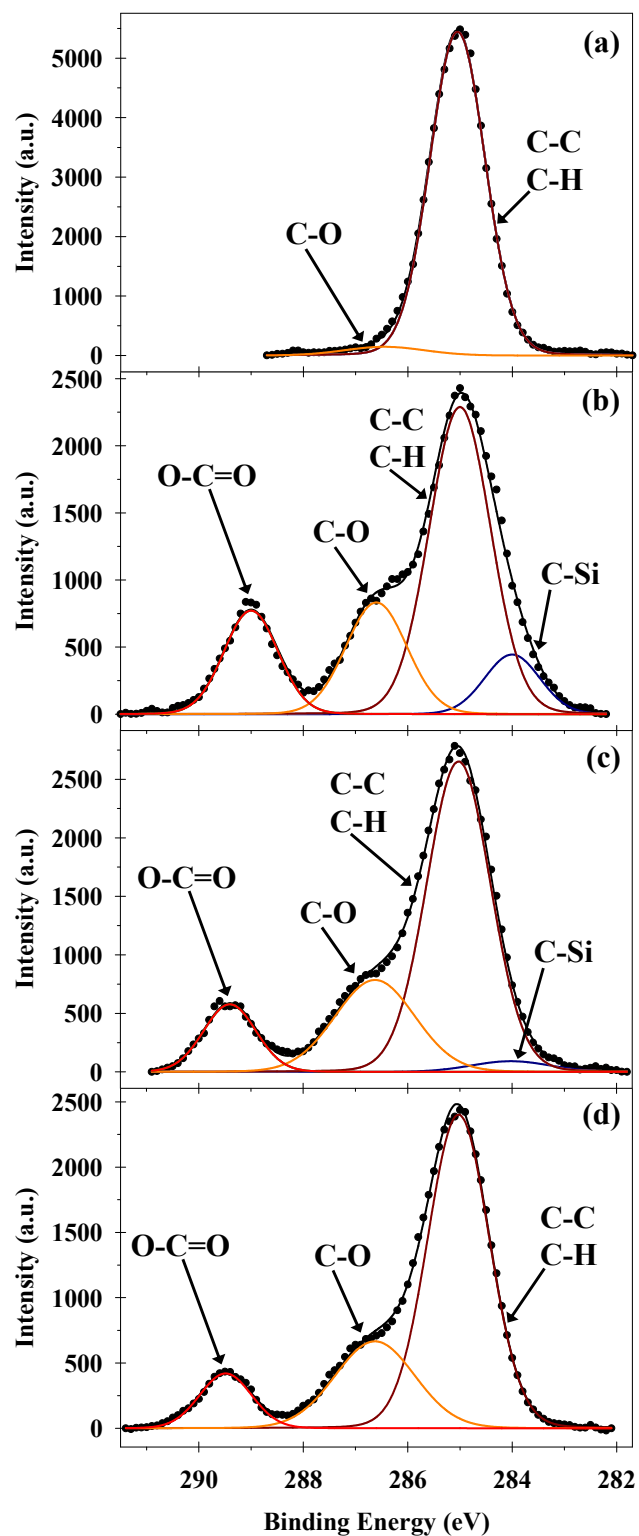 (a)
5000
4000
3000
2000
1000
0
Intensity (a.u.)
C-C
C-H
C-O
(b)
2500
2000
1500
1000
500
0
Intensity (a.u.)
C-C
C-H
O-C=O
C-O
C-Si
(c)
2500
2000
1500
1000
500
0
Intensity (a.u.)
C-C
C-H
O-C=O
C-O
C-Si
(d)
2500
2000
1500
1000
500
0
Intensity (a.u.)
C-C
C-H
O-C=O
C-O
290 288 286 284 282
Binding Energy (eV)